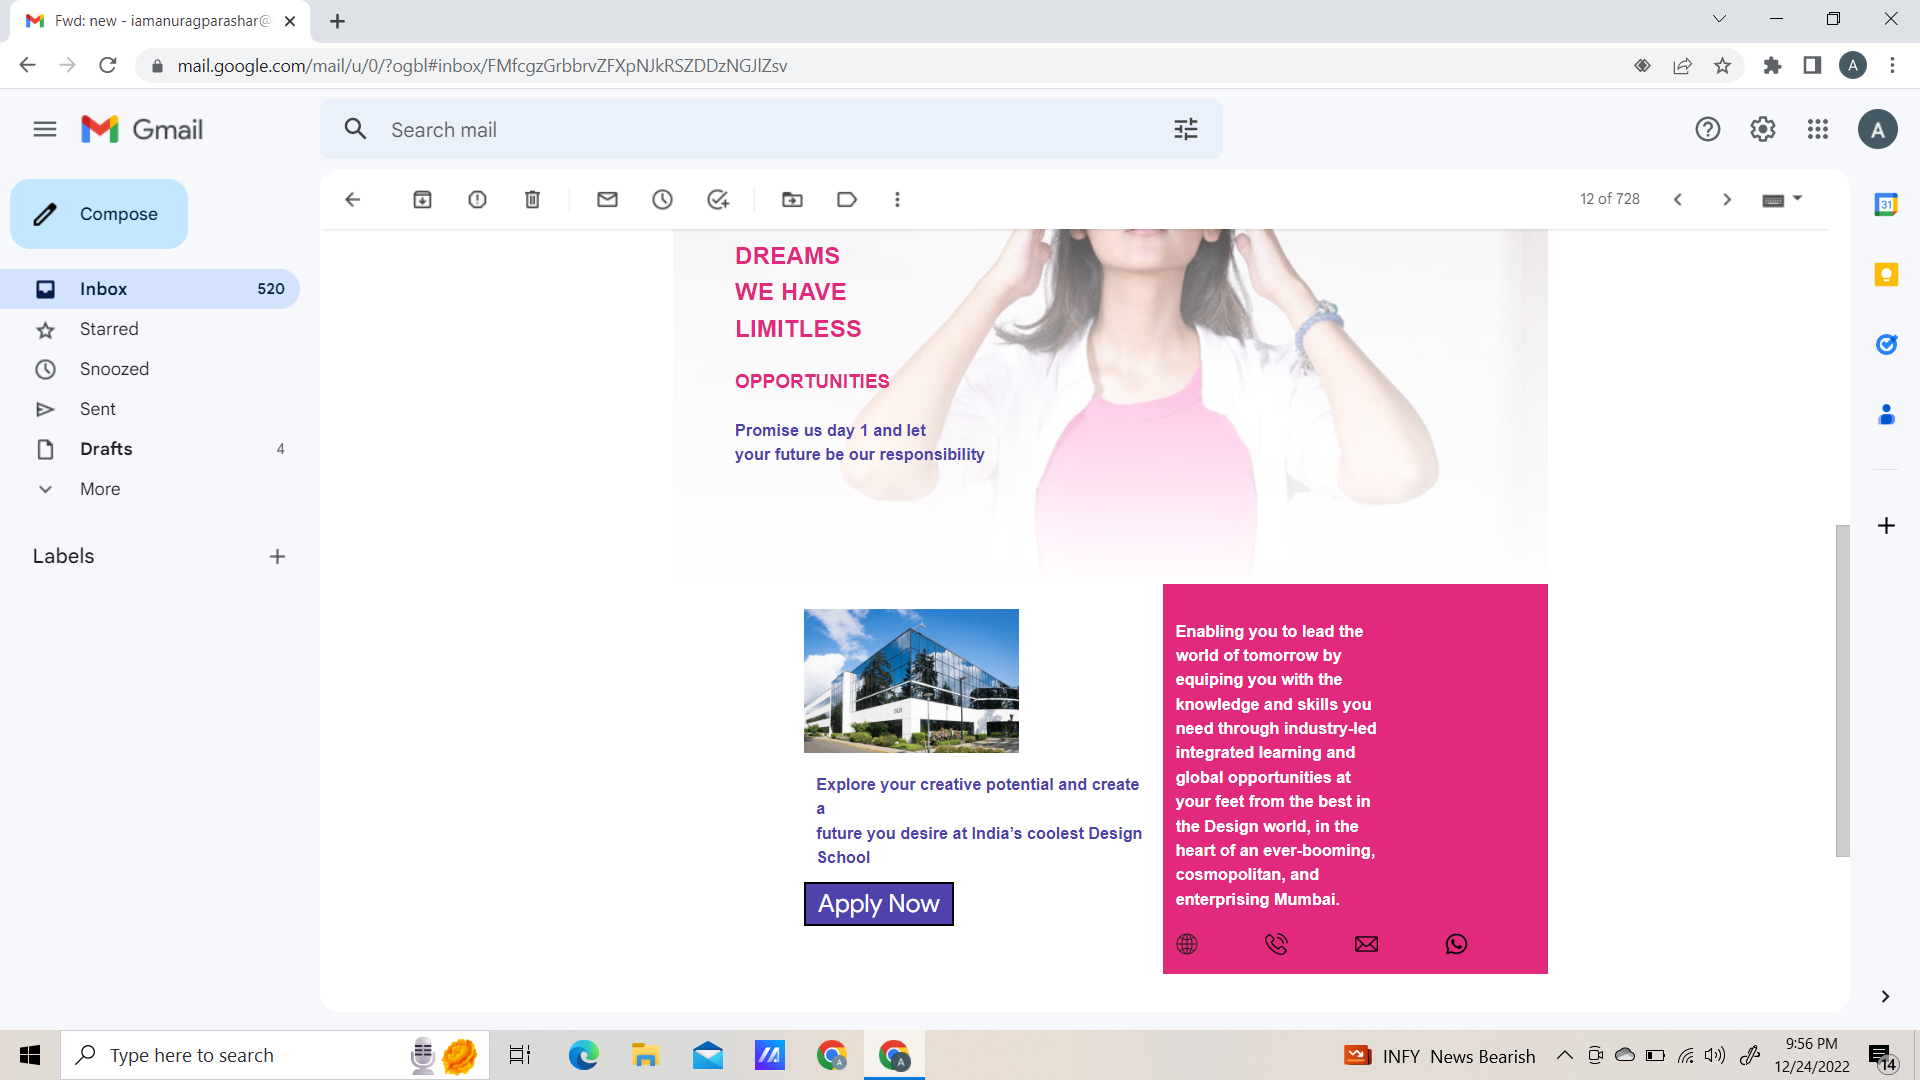 Fwd: new - iamanuragparashar@
mail.google.com/mail/u/0/?ogbl#inbox/FMfcgzGrbbrvZFXpNJkRSZDDzNGJlZsv
A
Gmail
Search mail
A
Compose
12 of 728
31
Inbox 520
Starred
Snoozed
Sent
Drafts 4
More
Labels
DREAMS
WE HAVE
LIMITLESS
OPPORTUNITIES
Promise us day 1 and let
your future be our responsibility
Explore your creative potential and create
a
future you desire at India’s coolest Design
School
Apply Now
Enabling you to lead the
world of tomorrow by
equiping you with the
knowledge and skills you
need through industry-led
integrated learning and
global opportunities at
your feet from the best in
the Design world, in the
heart of an ever-booming,
cosmopolitan, and
enterprising Mumbai.
Type here to search
A
A
INFY News Bearish
9:56 PM
12/24/2022
14